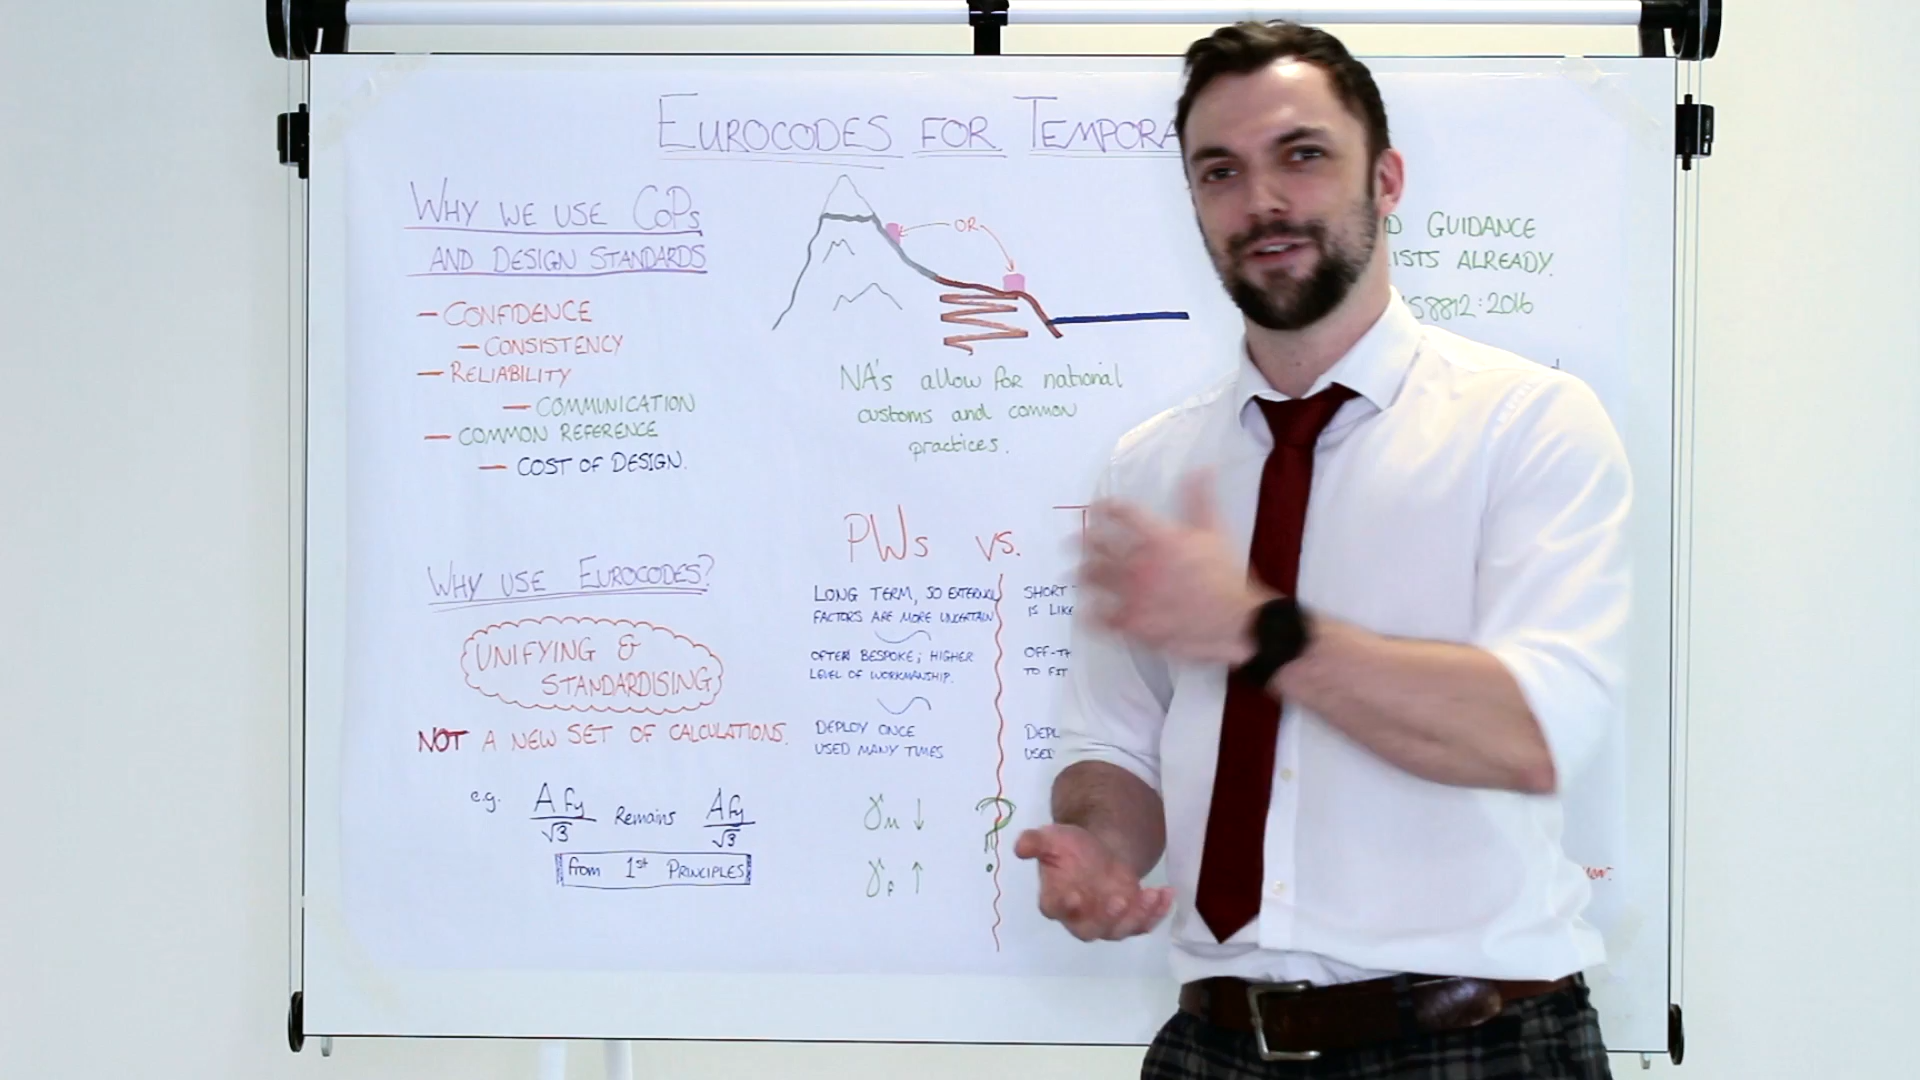 EUROCODES FOR TEMPORA
WHY WE USE CoPs
AND DESIGN STANDARDS
- CONFIDENCE
- CONSISTENCY
- RELIABILITY
- COMMUNICATION
- COMMON REFERENCE
- COST OF DESIGN.
OR
NA's allow for national
customs and common
practices.
D GUIDANCE
ISTS ALREADY.
S8812:2016
WHY USE EUROCODES?
UNIFYING &
STANDARDISING
NOT A NEW SET OF CALCULATIONS.
e.g. A fy / √3 Remains A fy / √3
from 1st PRINCIPLES
PWs vs. T
LONG TERM, SO EXTERNAL
FACTORS ARE MORE UNCERTAIN
OFTEN BESPOKE; HIGHER
LEVEL OF WORKMANSHIP.
DEPLOY ONCE
USED MANY TIMES
γM ↓
γF ↑
?
SHORT
IS LIKE
OFF-TH
TO FIT
DEPL
USED